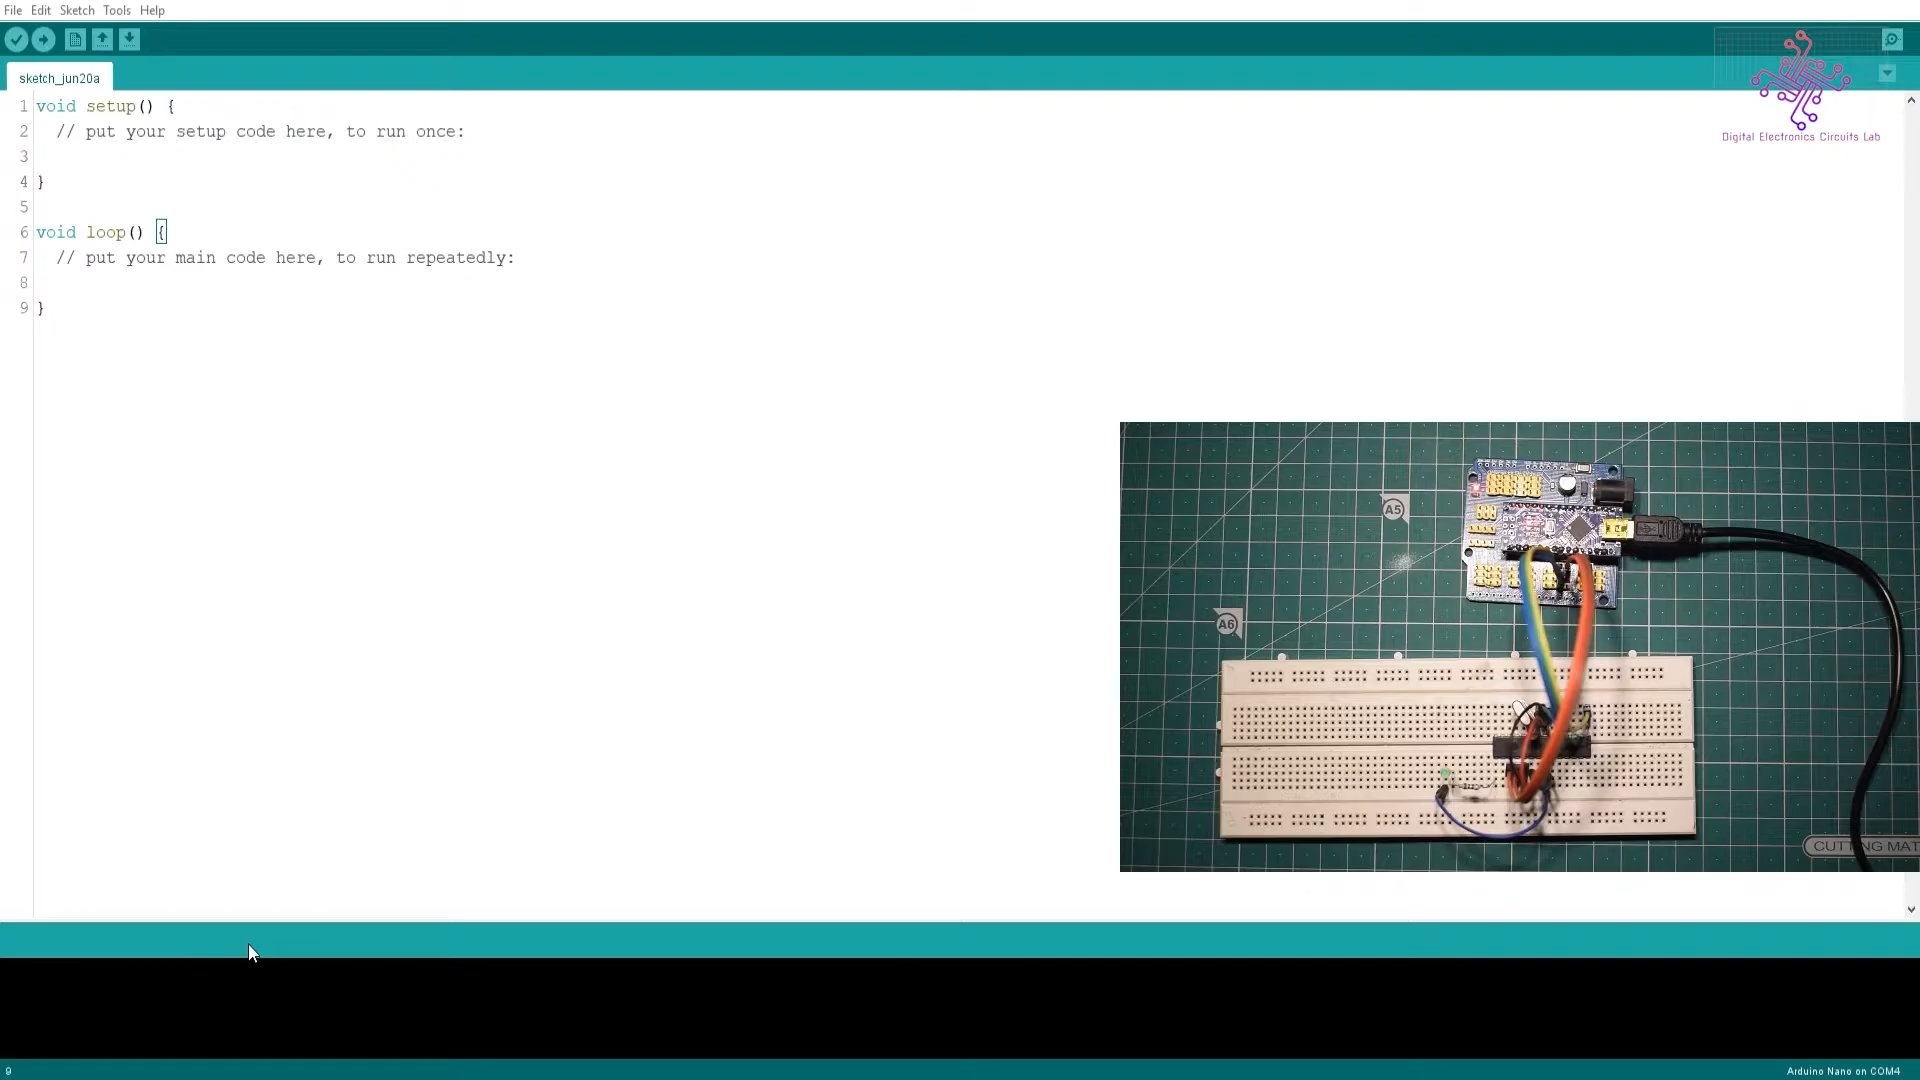 File Edit Sketch Tools Help
sketch_jun20a
Digital Electronics Circuits Lab
1 void setup() {
2 // put your setup code here, to run once:
3
4 }
5
6 void loop() {
7 // put your main code here, to run repeatedly:
8
9 }
A5
A6
CUTTING MAT
9
Arduino Nano on COM4